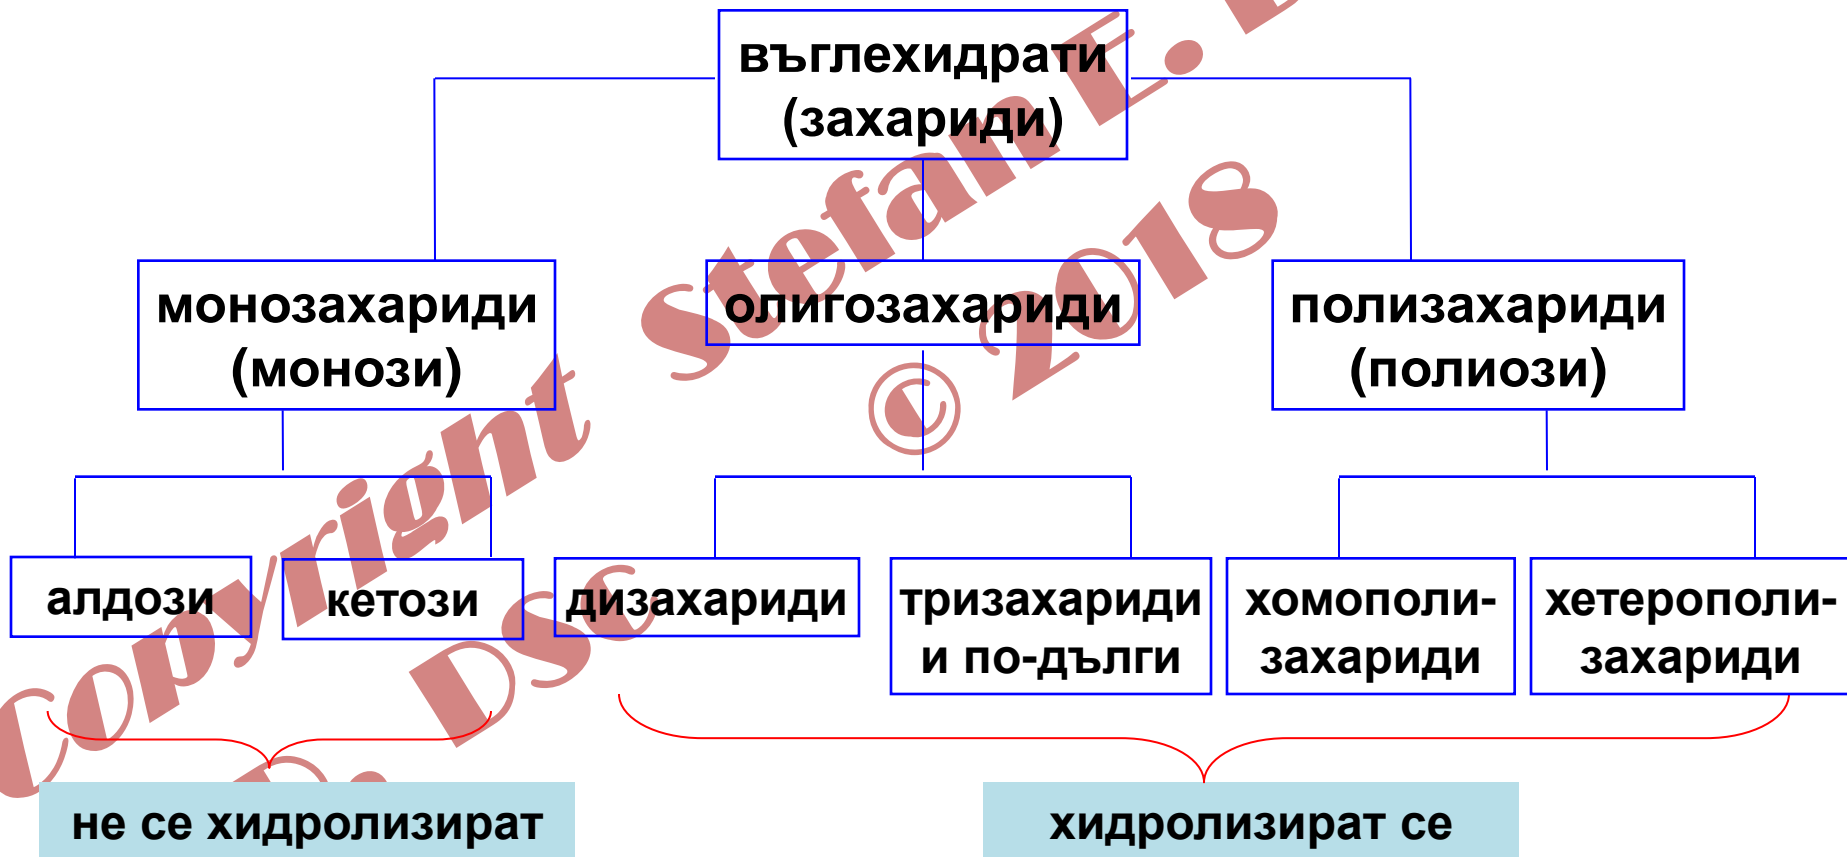 въглехидрати
(захариди)
монозахариди
(монози)
олигозахариди
полизахариди
(полиози)
алдози
кетози
дизахариди
тризахариди
и по-дълги
хомополи-
захариди
хетерополи-
захариди
не се хидролизират
хидролизират се
Copyright Stefan E.
DSc
© 2018